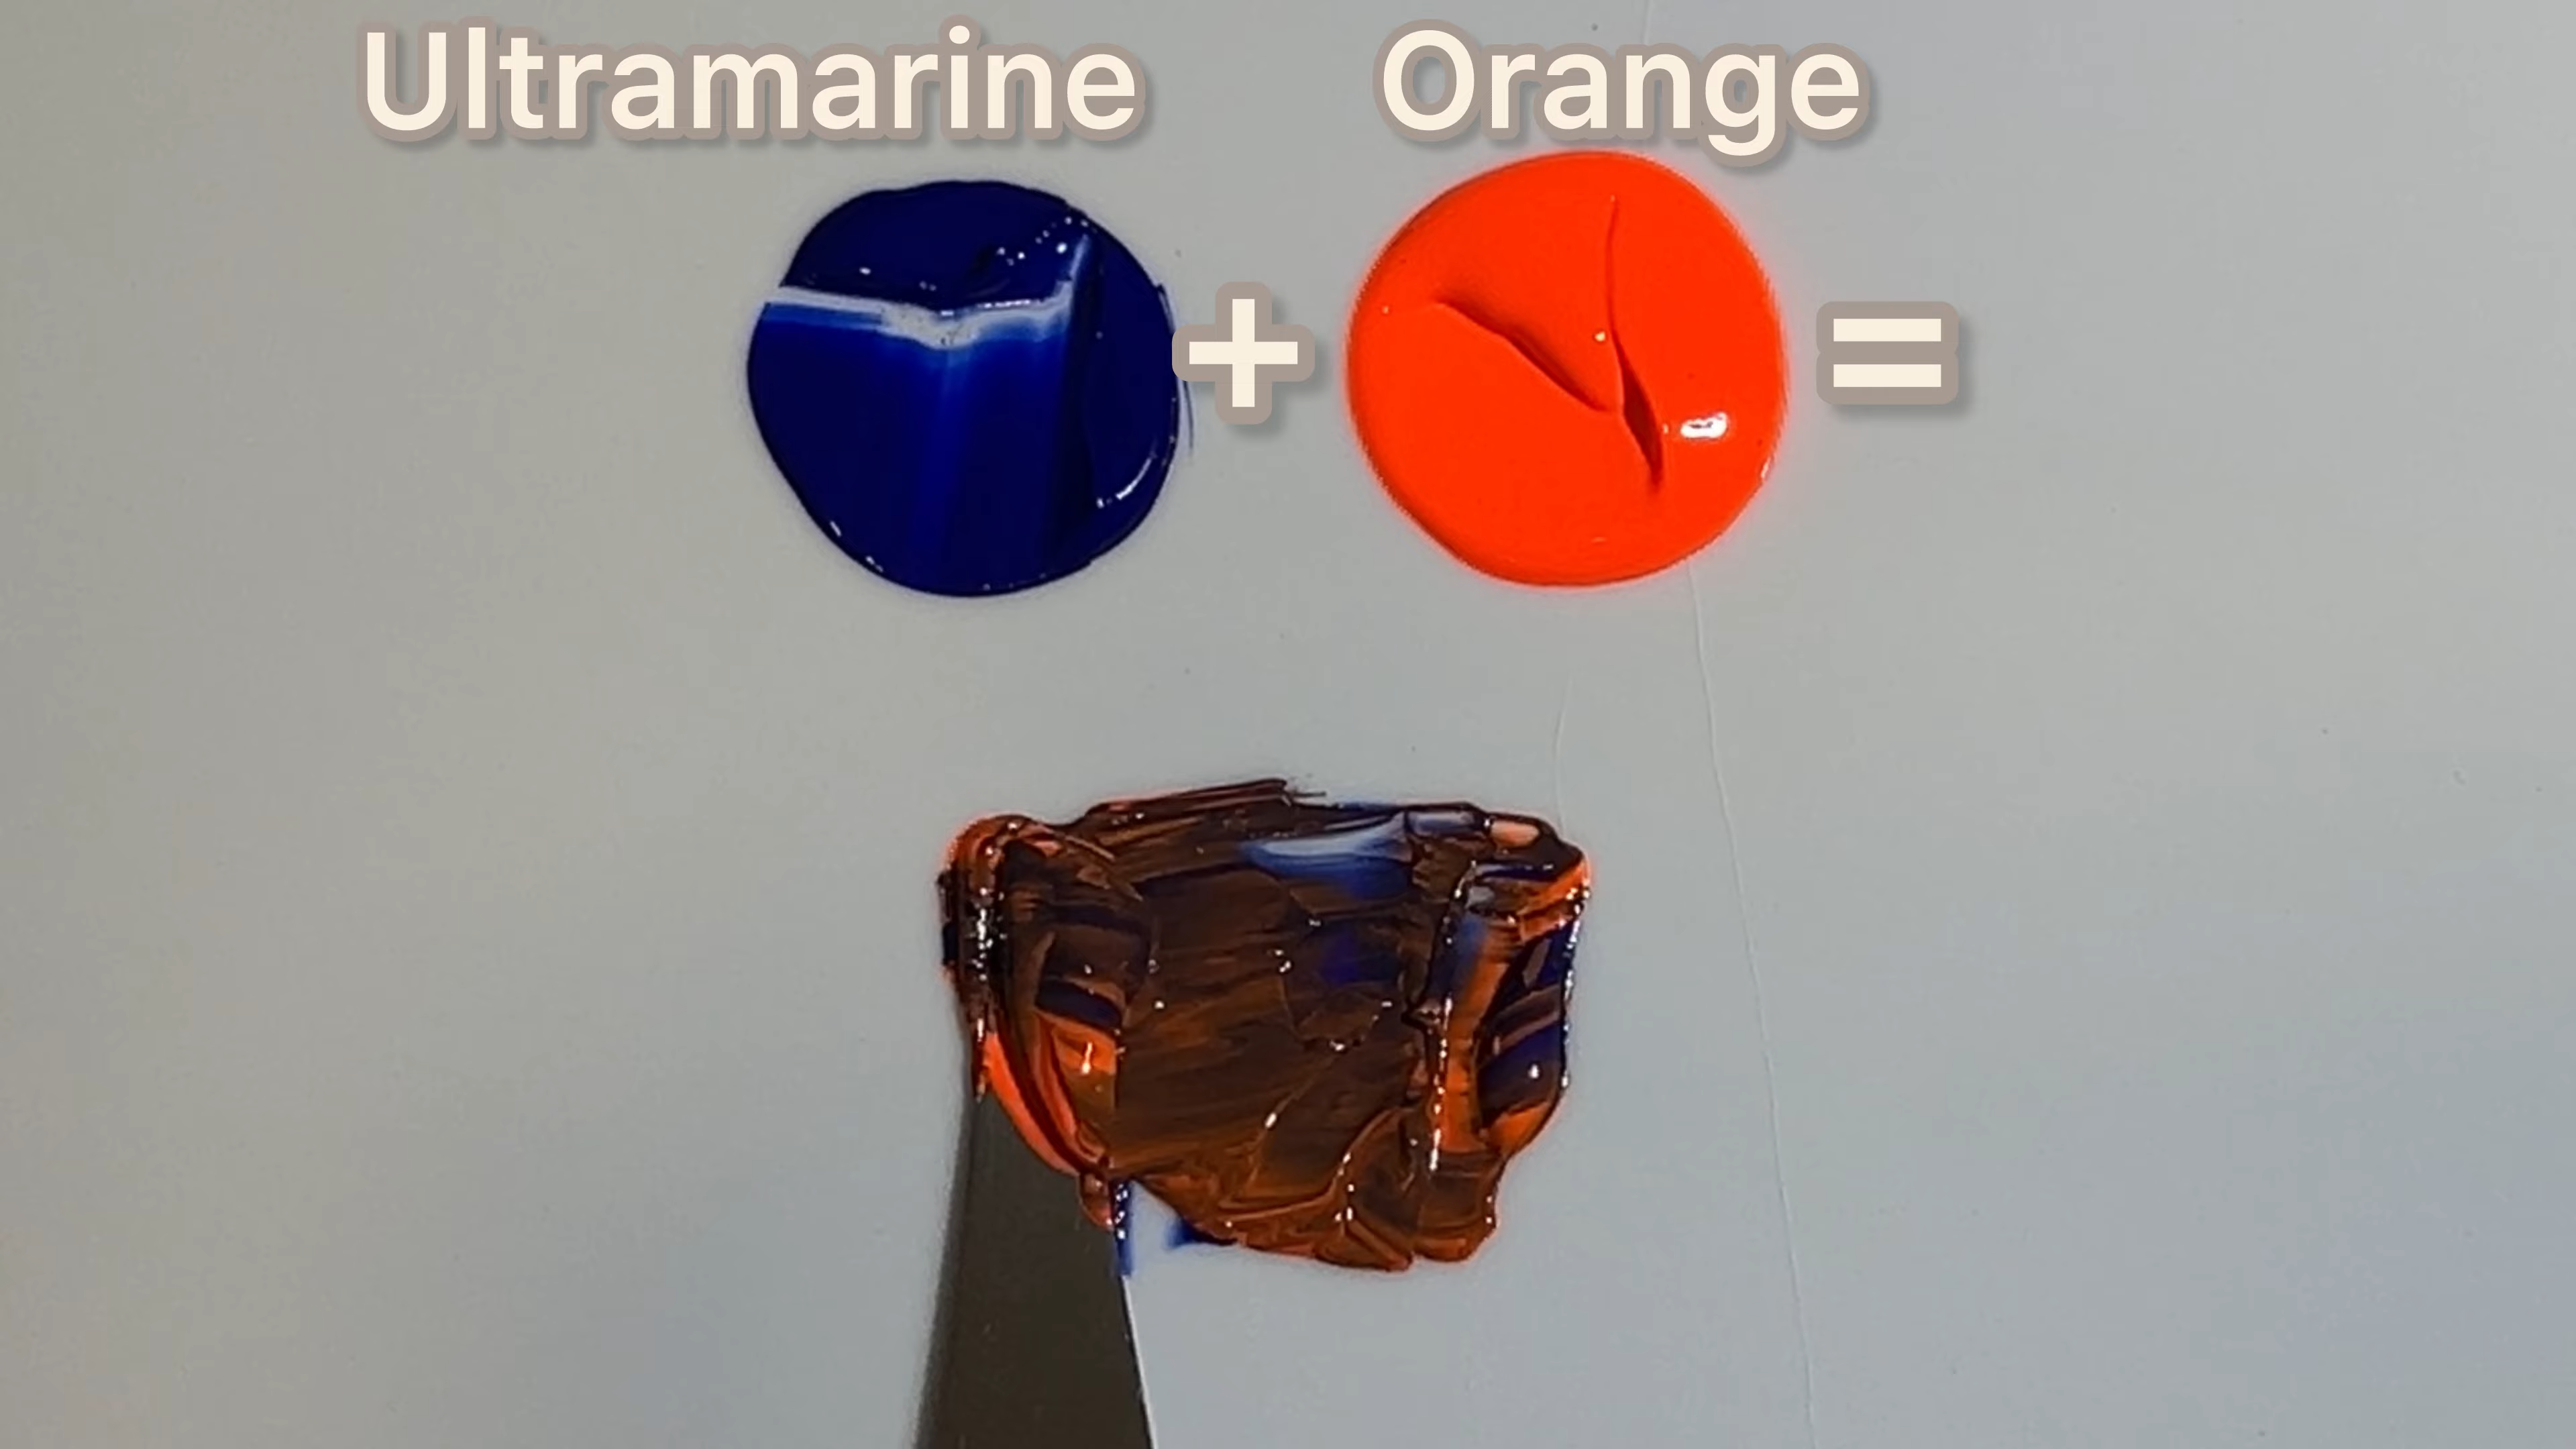 Ultramarine Orange
+ =